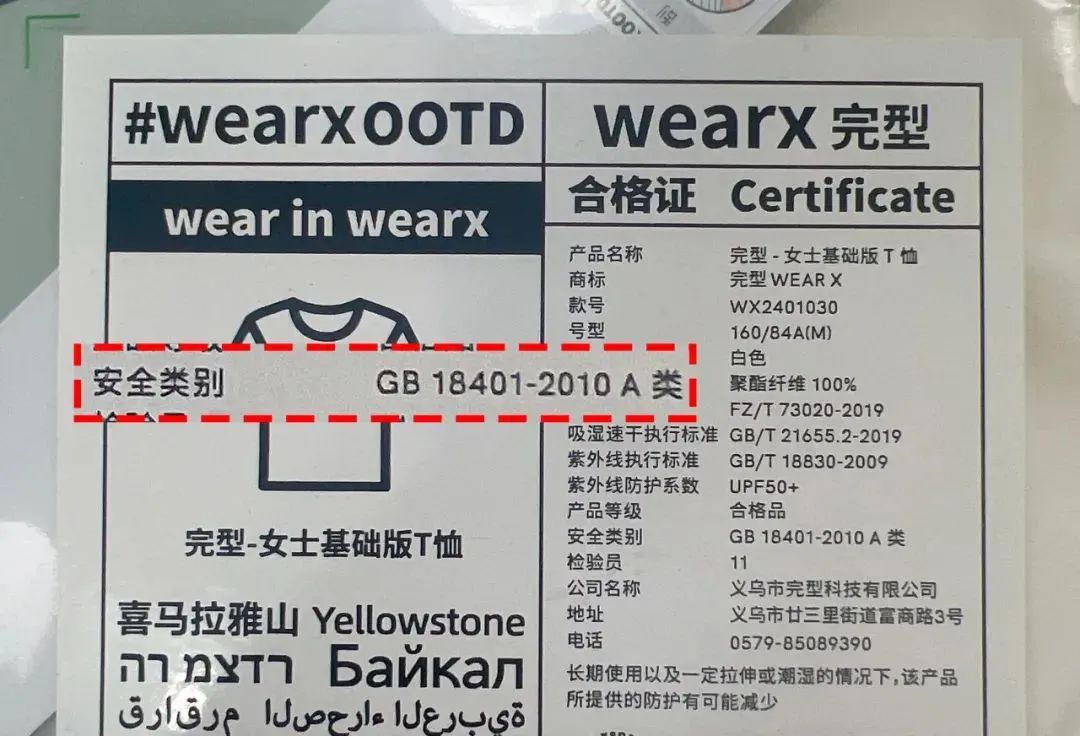 #wearxOOTD
wear in wearx
安全类别 GB 18401-2010 A 类
完型-女士基础版T恤
喜马拉雅山 Yellowstone
הר מצדה Байкал
قراقرم الصحراء العربية
wearx 完型
合格证 Certificate
产品名称 完型 - 女士基础版 T 恤
商标 完型 WEAR X
款号 WX2401030
号型 160/84A(M)
白色
聚酯纤维 100%
FZ/T 73020-2019
吸湿速干执行标准 GB/T 21655.2-2019
紫外线执行标准 GB/T 18830-2009
紫外线防护系数 UPF50+
产品等级 合格品
安全类别 GB 18401-2010 A 类
检验员 11
公司名称 义乌市完型科技有限公司
地址 义乌市廿三里街道富商路3号
电话 0579-85089390
长期使用以及一定拉伸或潮湿的情况下,该产品
所提供的防护有可能减少